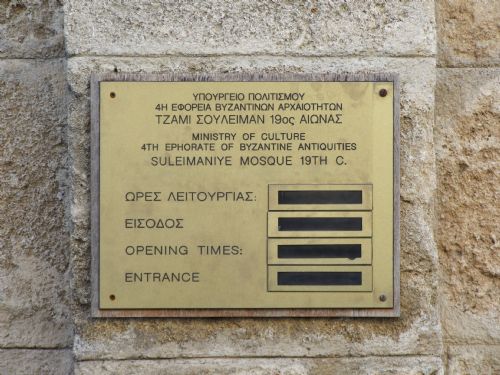 ΥΠΟΥΡΓΕΙΟ ΠΟΛΙΤΙΣΜΟΥ
4Η ΕΦΟΡΕΙΑ ΒΥΖΑΝΤΙΝΩΝ ΑΡΧΑΙΟΤΗΤΩΝ
ΤΖΑΜΙ ΣΟΥΛΕΙΜΑΝ 19ος ΑΙΩΝΑΣ
MINISTRY OF CULTURE
4TH EPHORATE OF BYZANTINE ANTIQUITIES
SULEIMANIYE MOSQUE 19TH C.
ΩΡΕΣ ΛΕΙΤΟΥΡΓΙΑΣ:
ΕΙΣΟΔΟΣ
OPENING TIMES:
ENTRANCE